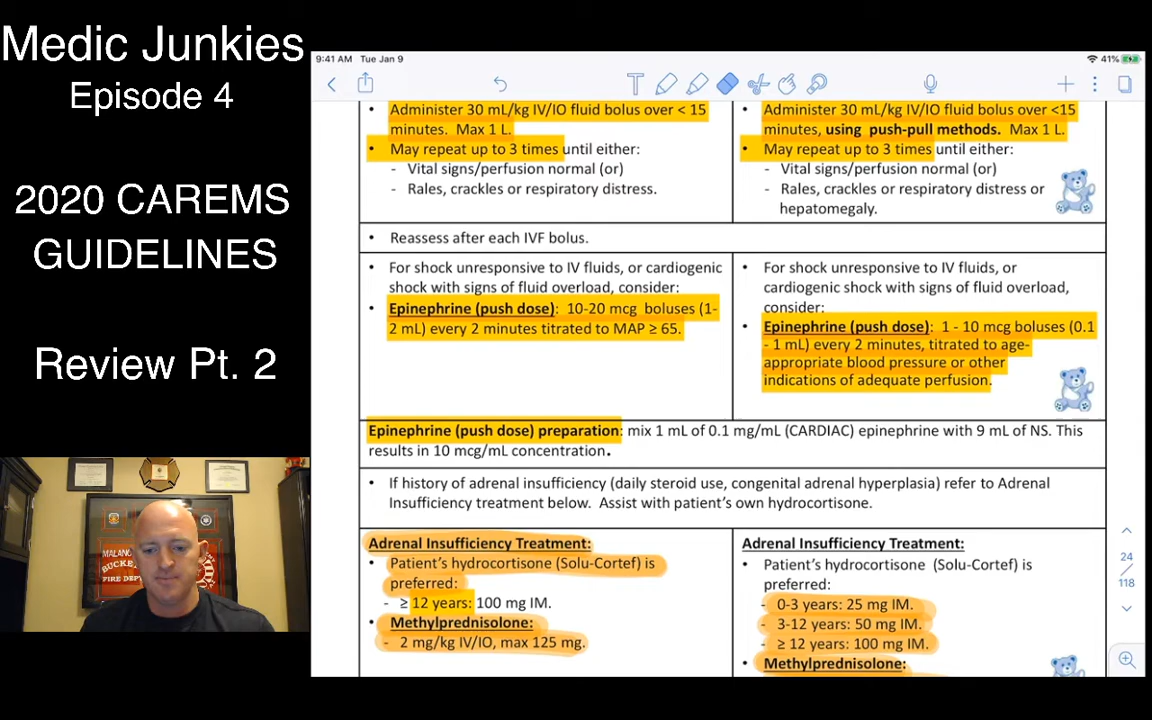 Medic Junkies
Episode 4
2020 CAREMS
GUIDELINES
Review Pt. 2
9:41 AM Tue Jan 9
41%
T
• Administer 30 mL/kg IV/IO fluid bolus over < 15
minutes. Max 1 L.
• May repeat up to 3 times until either:
- Vital signs/perfusion normal (or)
- Rales, crackles or respiratory distress.
• Administer 30 mL/kg IV/IO fluid bolus over <15
minutes, using push-pull methods. Max 1 L.
• May repeat up to 3 times until either:
- Vital signs/perfusion normal (or)
- Rales, crackles or respiratory distress or
hepatomegaly.
• Reassess after each IVF bolus.
• For shock unresponsive to IV fluids, or cardiogenic
shock with signs of fluid overload, consider:
• Epinephrine (push dose): 10-20 mcg boluses (1-
2 mL) every 2 minutes titrated to MAP ≥ 65.
• For shock unresponsive to IV fluids, or
cardiogenic shock with signs of fluid overload,
consider:
• Epinephrine (push dose): 1 - 10 mcg boluses (0.1
- 1 mL) every 2 minutes, titrated to age-
appropriate blood pressure or other
indications of adequate perfusion.
Epinephrine (push dose) preparation: mix 1 mL of 0.1 mg/mL (CARDIAC) epinephrine with 9 mL of NS. This
results in 10 mcg/mL concentration.
• If history of adrenal insufficiency (daily steroid use, congenital adrenal hyperplasia) refer to Adrenal
Insufficiency treatment below. Assist with patient's own hydrocortisone.
Adrenal Insufficiency Treatment:
• Patient's hydrocortisone (Solu-Cortef) is
preferred:
- ≥ 12 years: 100 mg IM.
• Methylprednisolone:
- 2 mg/kg IV/IO, max 125 mg.
Adrenal Insufficiency Treatment:
• Patient's hydrocortisone (Solu-Cortef) is
preferred:
- 0-3 years: 25 mg IM.
- 3-12 years: 50 mg IM.
- ≥ 12 years: 100 mg IM.
• Methylprednisolone:
24
118